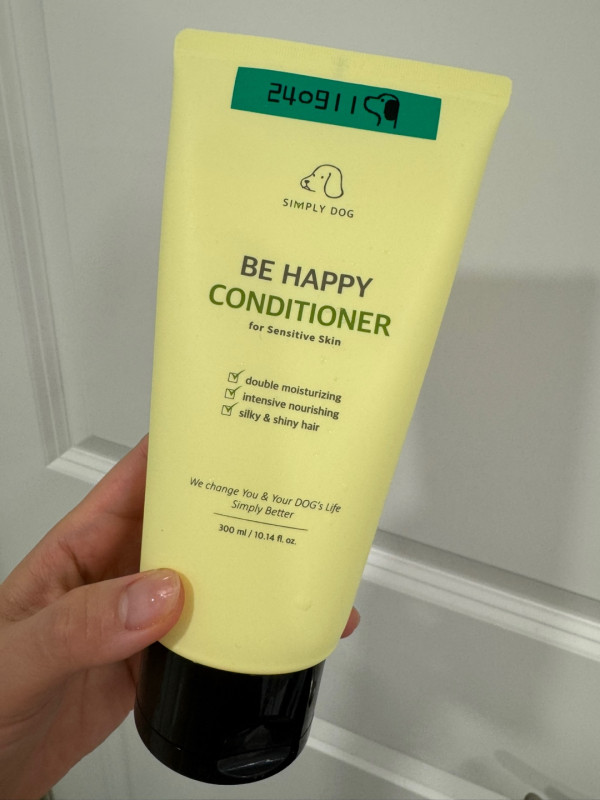 240911
SIMPLY DOG
BE HAPPY
CONDITIONER
for Sensitive Skin
double moisturizing
intensive nourishing
silky & shiny hair
We change You & Your DOG's Life
Simply Better
300 ml / 10.14 fl. oz.